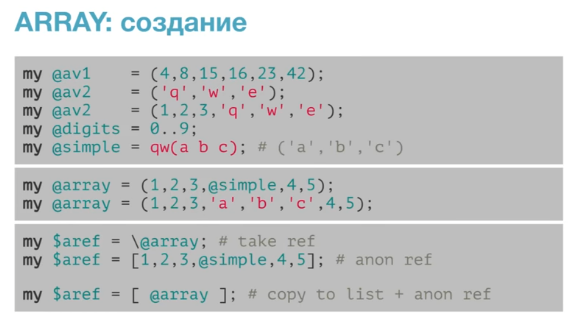 ARRAY: создание
my @av1    = (4,8,15,16,23,42);
my @av2    = ('q','w','e');
my @av2    = (1,2,3,'q','w','e');
my @digits = 0..9;
my @simple = qw(a b c); # ('a','b','c')
my @array = (1,2,3,@simple,4,5);
my @array = (1,2,3,'a','b','c',4,5);
my $aref = \@array; # take ref
my $aref = [1,2,3,@simple,4,5]; # anon ref
my $aref = [ @array ]; # copy to list + anon ref